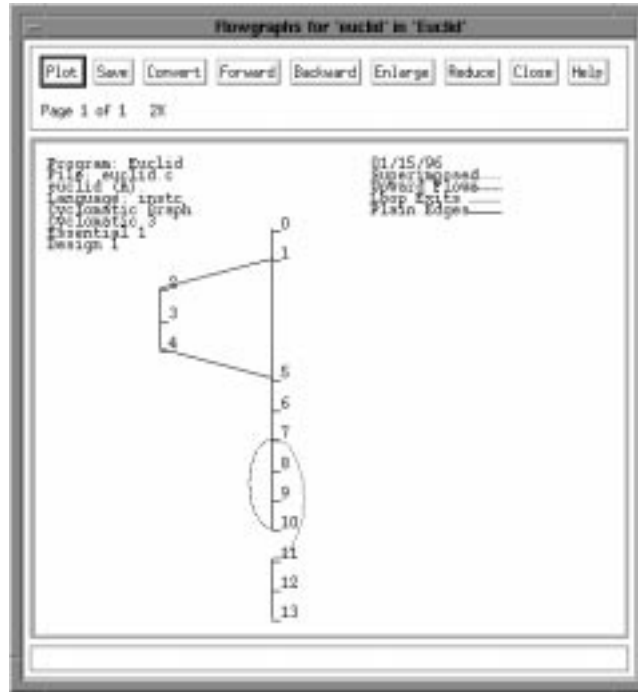 Flowgraphs for 'euclid' in 'Euclid'
Plot Save Convert Forward Backward Enlarge Reduce Close Help
Page 1 of 1 2X
Program: Euclid
File: euclid.c
euclid (A)
Language: instc
Cyclomatic Graph
Cyclomatic 3
Essential 1
Design 1
01/15/96
Superimposed
Upward Flows
Loop Exits
Plain Edges
0
1
2
3
4
5
6
7
8
9
10
11
12
13